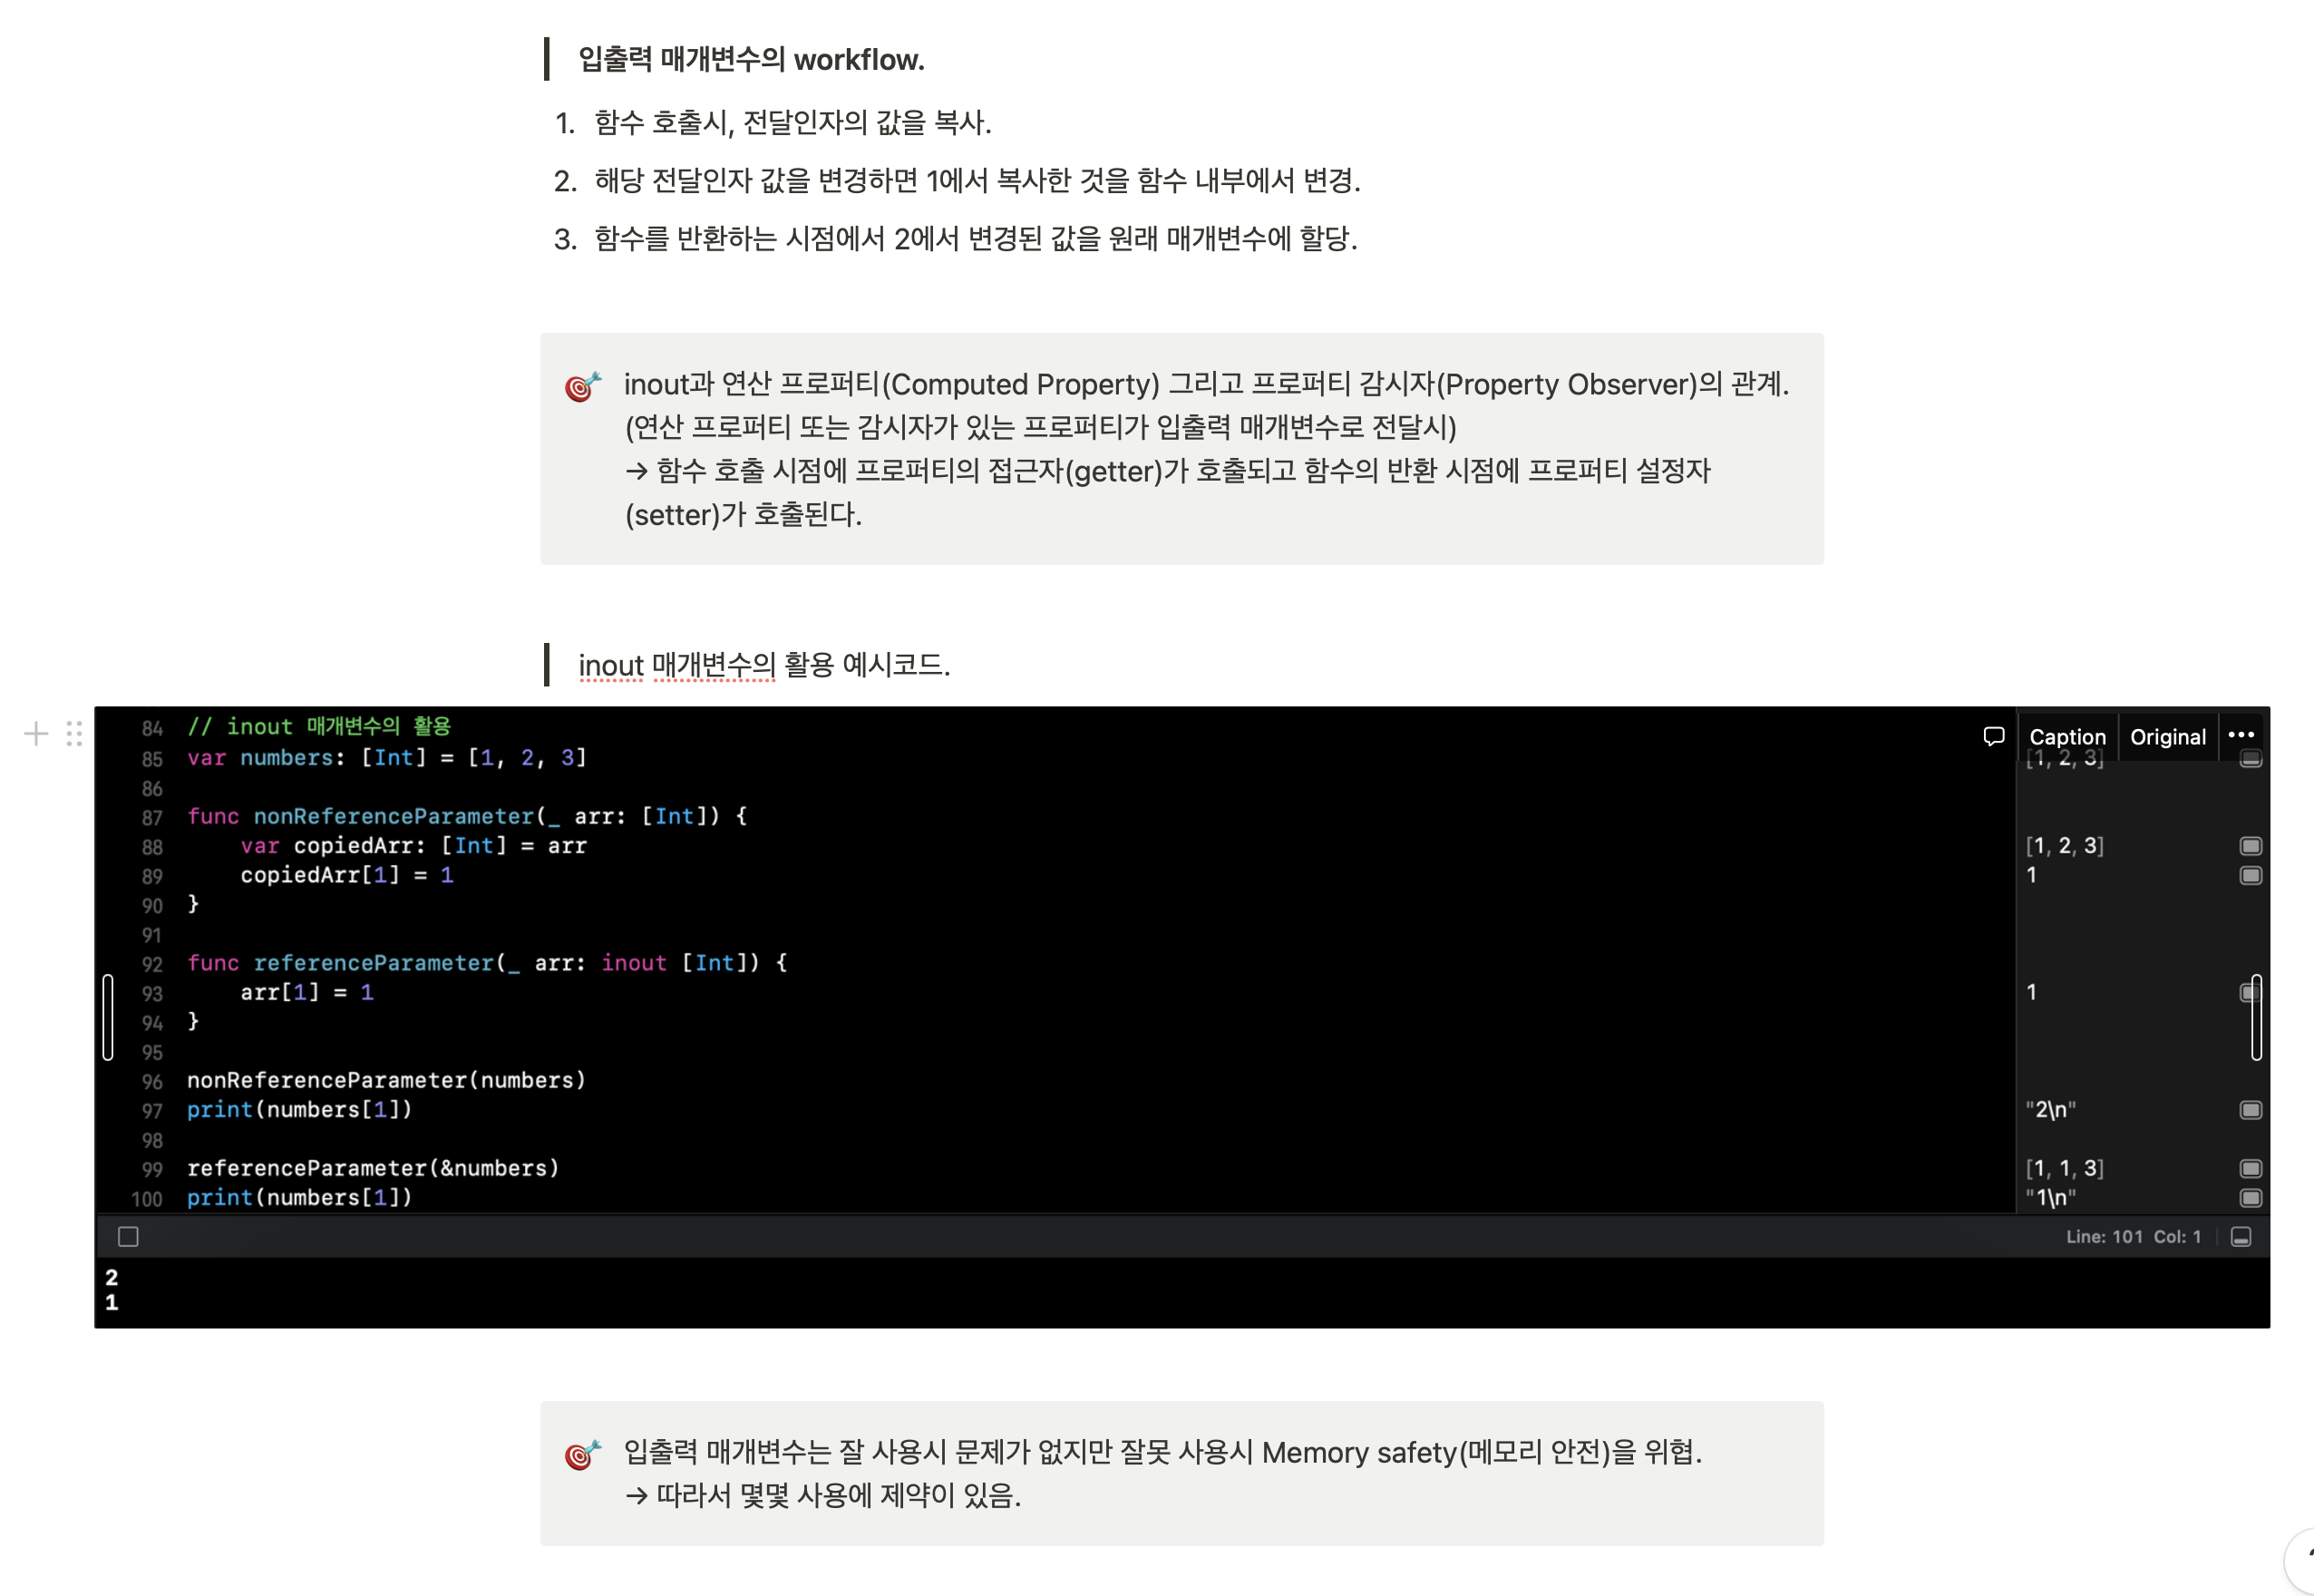 입출력 매개변수의 workflow.
1. 함수 호출시, 전달인자의 값을 복사.
2. 해당 전달인자 값을 변경하면 1에서 복사한 것을 함수 내부에서 변경.
3. 함수를 반환하는 시점에서 2에서 변경된 값을 원래 매개변수에 할당.
inout과 연산 프로퍼티(Computed Property) 그리고 프로퍼티 감시자(Property Observer)의 관계.
(연산 프로퍼티 또는 감시자가 있는 프로퍼티가 입출력 매개변수로 전달시)
→ 함수 호출 시점에 프로퍼티의 접근자(getter)가 호출되고 함수의 반환 시점에 프로퍼티 설정자
(setter)가 호출된다.
inout 매개변수의 활용 예시코드.
84 // inout 매개변수의 활용
Caption Original •••
85 var numbers: [Int] = [1, 2, 3] [1, 2, 3]
86
87 func nonReferenceParameter(_ arr: [Int]) {
88     var copiedArr: [Int] = arr [1, 2, 3]
89     copiedArr[1] = 1 1
90 }
91
92 func referenceParameter(_ arr: inout [Int]) {
93     arr[1] = 1 1
94 }
95
96 nonReferenceParameter(numbers)
97 print(numbers[1]) "2\n"
98
99 referenceParameter(&numbers) [1, 1, 3]
100 print(numbers[1]) "1\n"
Line: 101 Col: 1
2
1
입출력 매개변수는 잘 사용시 문제가 없지만 잘못 사용시 Memory safety(메모리 안전)을 위협.
→ 따라서 몇몇 사용에 제약이 있음.